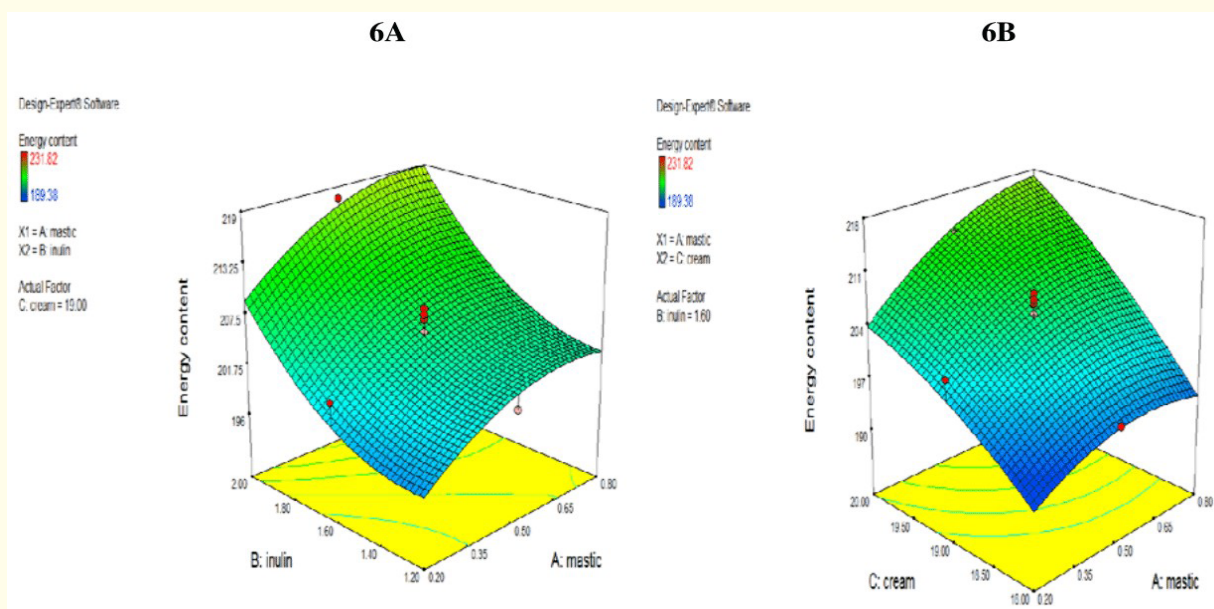 6A
Design-Expert® Software
Energy content
231.82
189.38
X1 = A: mastic
X2 = B: inulin
Actual Factor
C: cream = 19.00
Energy content
219
213.25
207.5
201.75
196
2.00
1.80
1.60
1.40
1.20
B: inulin
0.20
0.35
0.50
0.65
0.80
A: mastic
6B
Design-Expert® Software
Energy content
231.82
189.38
X1 = A: mastic
X2 = C: cream
Actual Factor
B: inulin = 1.60
Energy content
218
211
204
197
190
20.00
19.50
19.00
18.50
18.00
C: cream
0.20
0.35
0.50
0.65
0.80
A: mastic